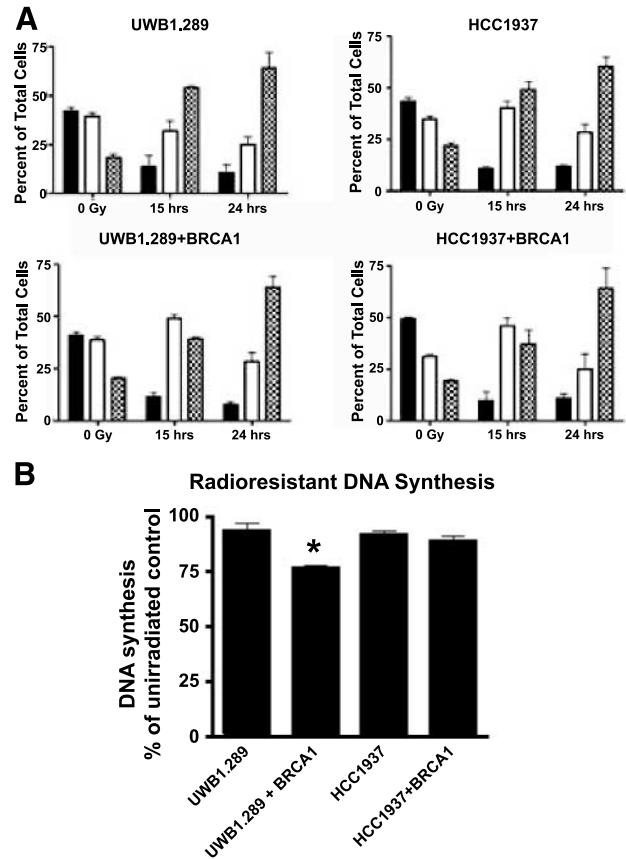 A
UWB1.289
HCC1937
Percent of Total Cells
75
50
25
0
0 Gy
15 hrs
24 hrs
Percent of Total Cells
75
50
25
0
0 Gy
15 hrs
24 hrs
UWB1.289+BRCA1
HCC1937+BRCA1
Percent of Total Cells
75
50
25
0
0 Gy
15 hrs
24 hrs
Percent of Total Cells
75
50
25
0
0 Gy
15 hrs
24 hrs
B
Radioresistant DNA Synthesis
DNA synthesis
% of unirradiated control
100
75
50
25
0
*
UWB1.289
UWB1.289 + BRCA1
HCC1937
HCC1937+BRCA1